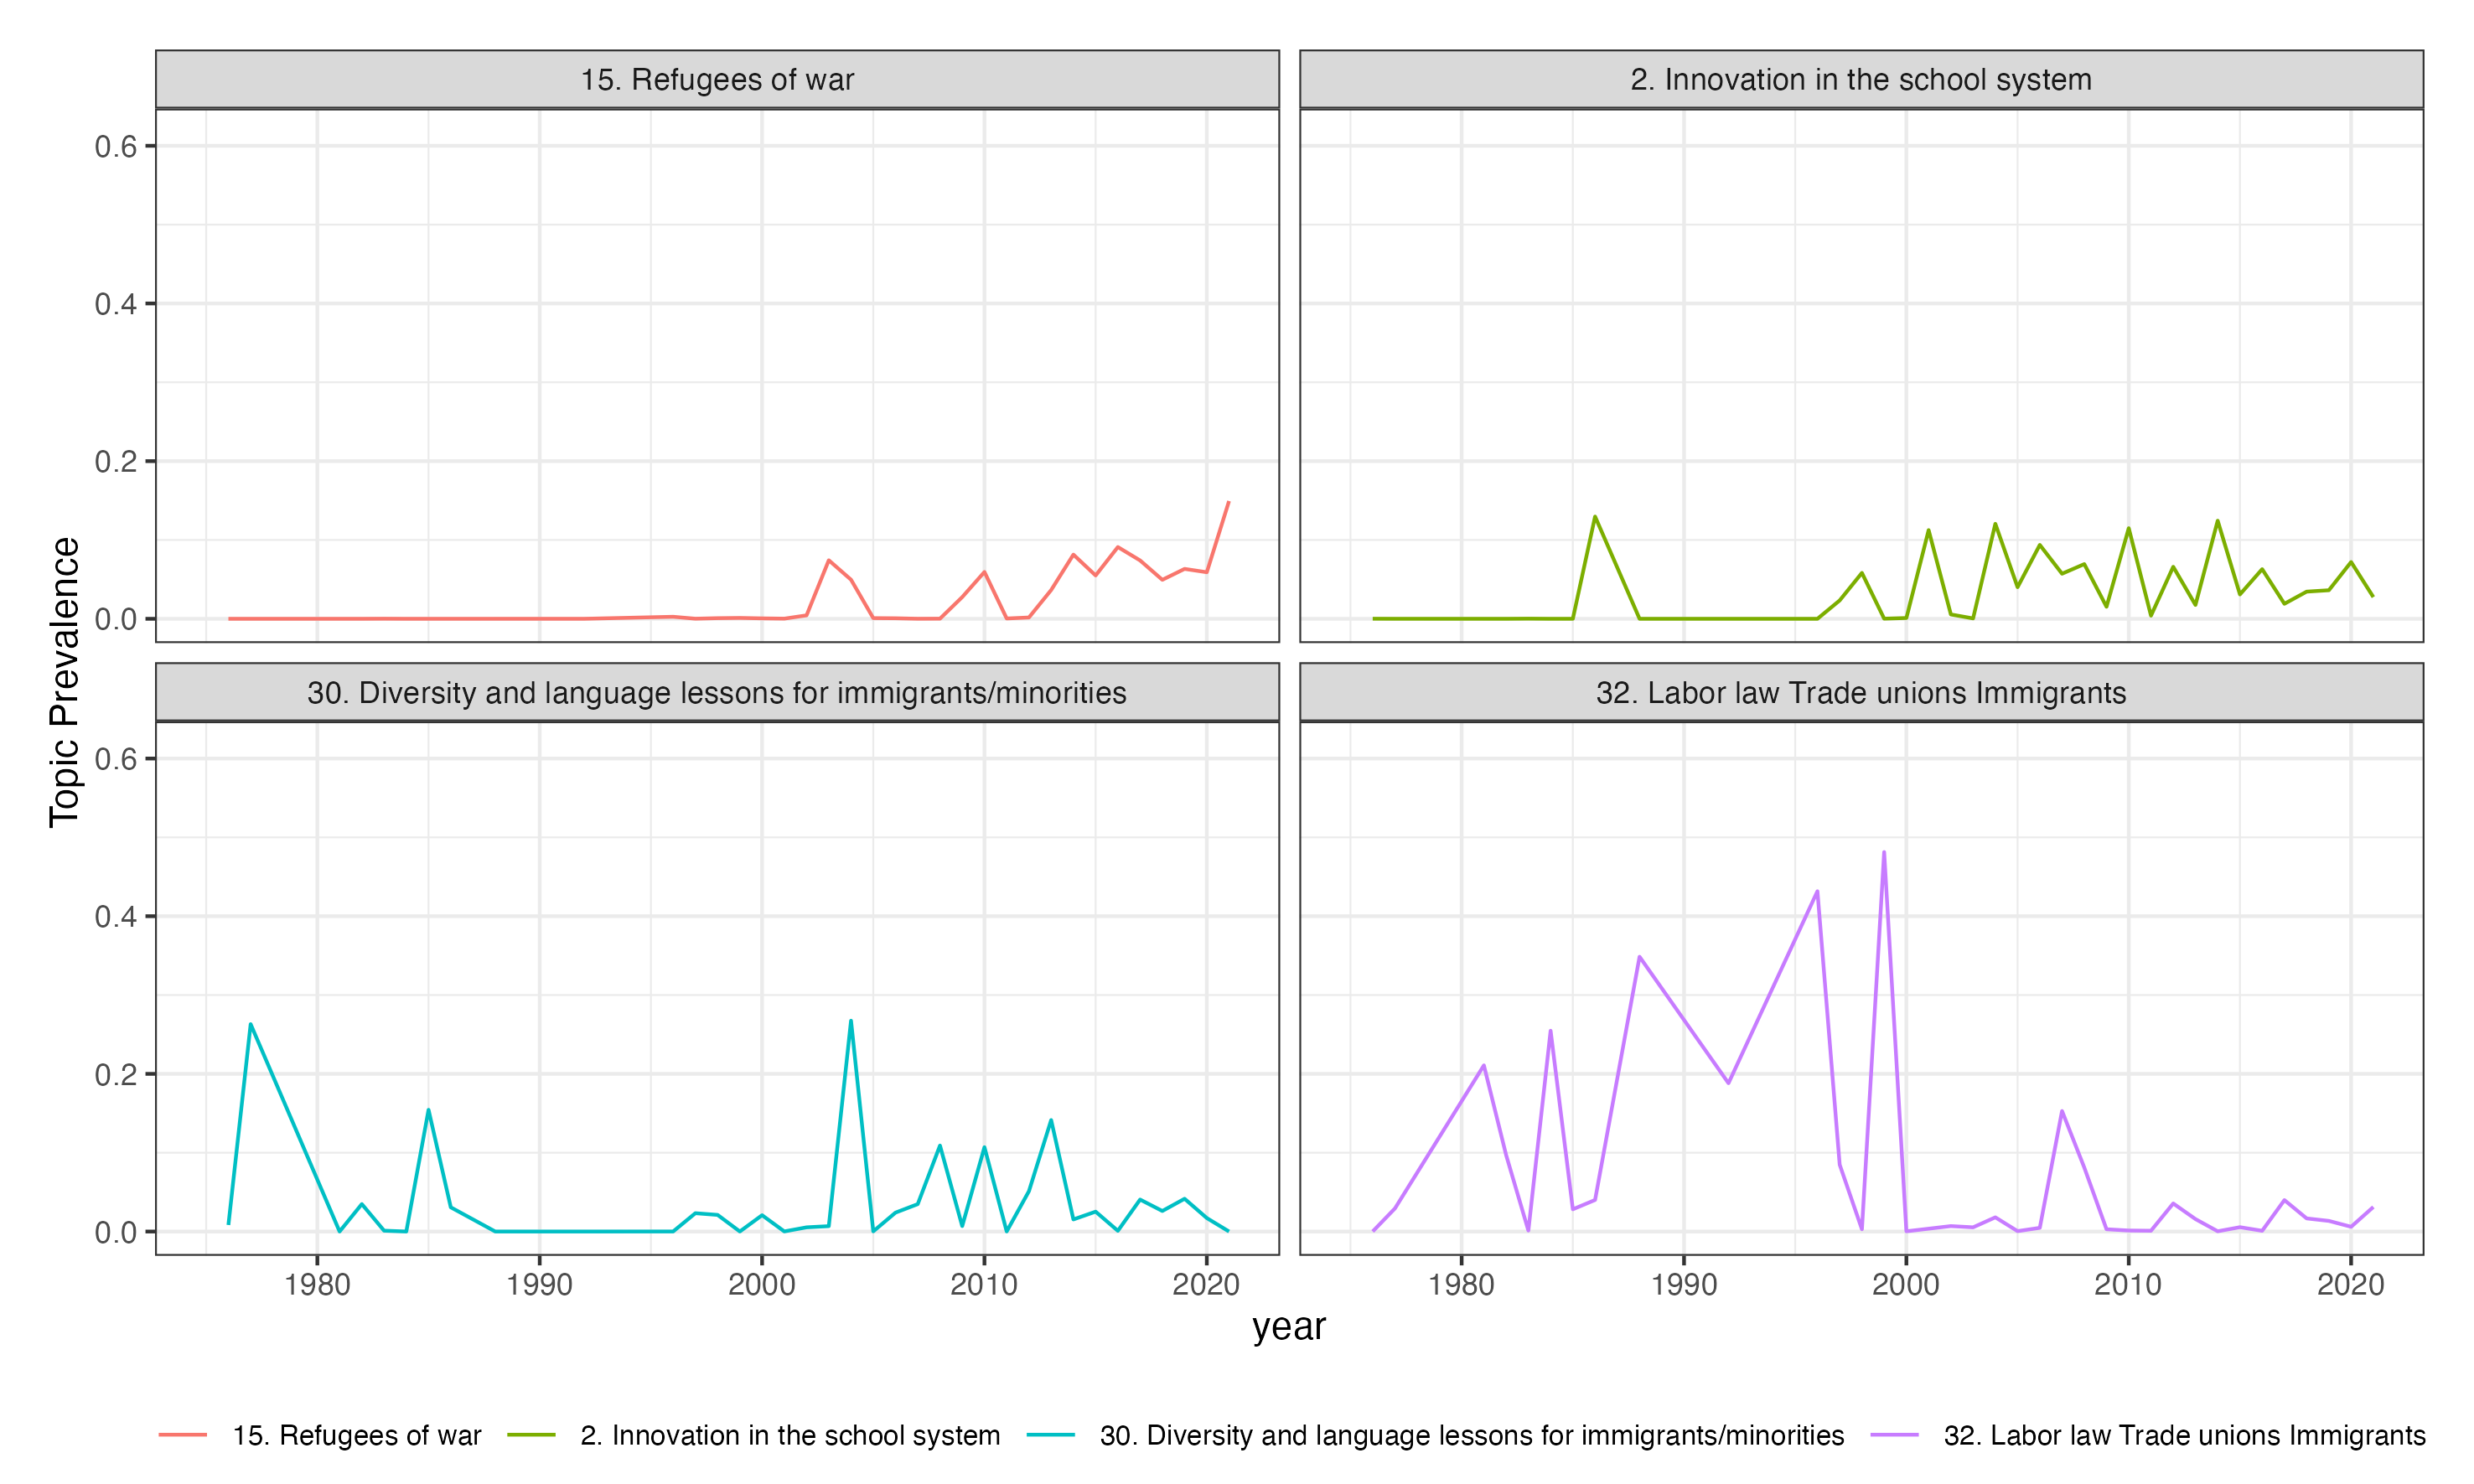 15. Refugees of war
2. Innovation in the school system
0.6
0.4
0.2
0.0
30. Diversity and language lessons for immigrants/minorities
32. Labor law Trade unions Immigrants
0.6
0.4
0.2
0.0
Topic Prevalence
1980 1990 2000 2010 2020
1980 1990 2000 2010 2020
year
15. Refugees of war
2. Innovation in the school system
30. Diversity and language lessons for immigrants/minorities
32. Labor law Trade unions Immigrants